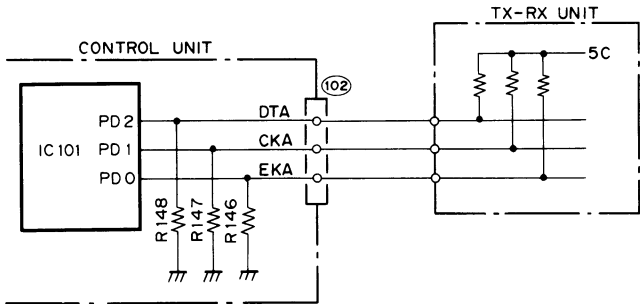 TX-RX UNIT
CONTROL UNIT
5C
102
DTA
PD2
CKA
IC101 PD1
EKA
PD0
R148
R147
R146